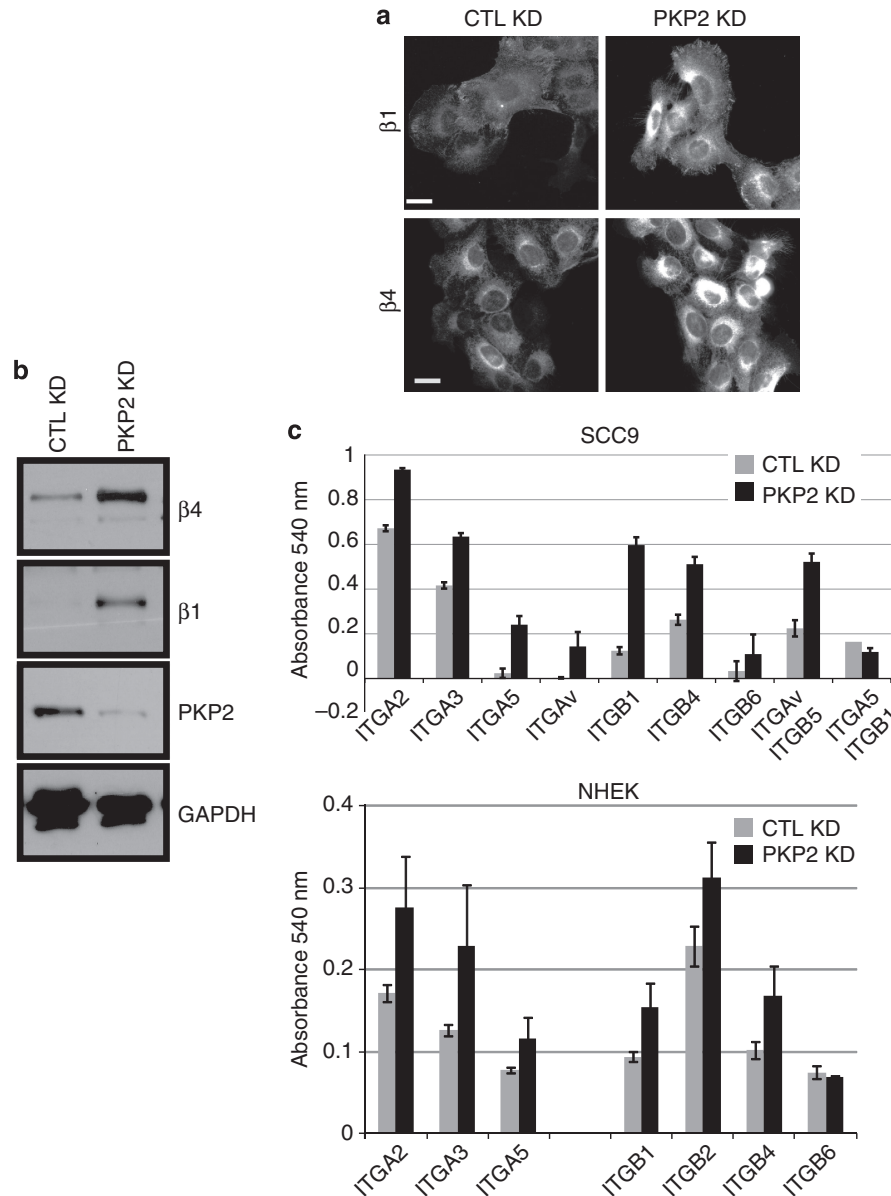 a
CTL KD
PKP2 KD
β1
β4
b
CTL KD
PKP2 KD
β4
β1
PKP2
GAPDH
c
SCC9
CTL KD
PKP2 KD
Absorbance 540 nm
1
0.8
0.6
0.4
0.2
0
–0.2
ITGA2
ITGA3
ITGA5
ITGAv
ITGB1
ITGB4
ITGB6
ITGAv
ITGB5
ITGA5
ITGB1
NHEK
CTL KD
PKP2 KD
Absorbance 540 nm
0.4
0.3
0.2
0.1
0
ITGA2
ITGA3
ITGA5
ITGB1
ITGB2
ITGB4
ITGB6